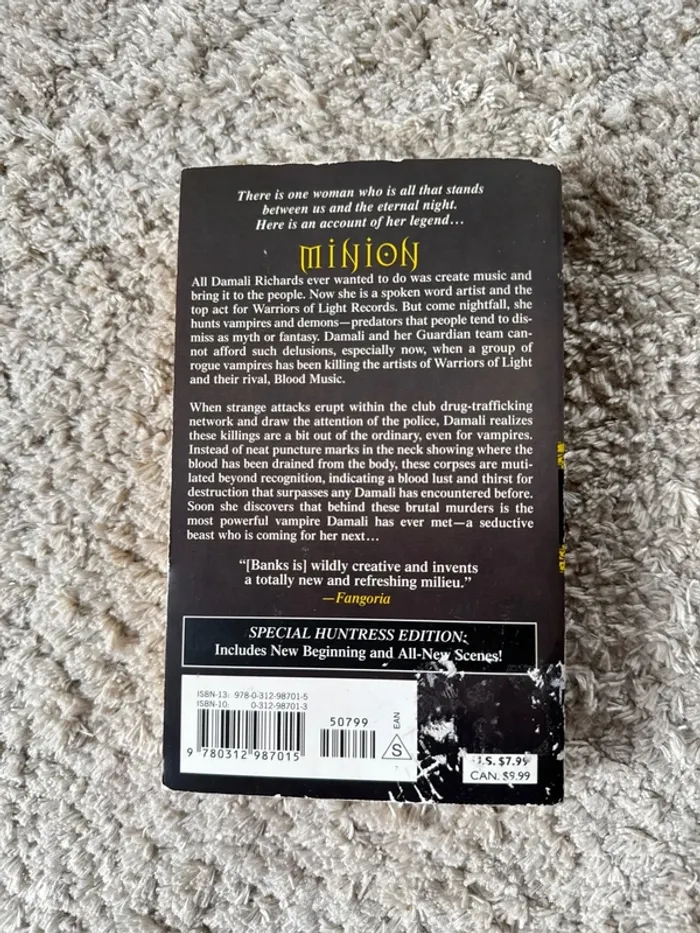 There is one woman who is all that stands
between us and the eternal night.
Here is an account of her legend...
MINION
All Damali Richards ever wanted to do was create music and
bring it to the people. Now she is a spoken word artist and the
top act for Warriors of Light Records. But come nightfall, she
hunts vampires and demons—predators that people tend to dis-
miss as myth or fantasy. Damali and her Guardian team can-
not afford such delusions, especially now, when a group of
rogue vampires has been killing the artists of Warriors of Light
and their rival, Blood Music.
When strange attacks erupt within the club drug-trafficking
network and draw the attention of the police, Damali realizes
these killings are a bit out of the ordinary, even for vampires.
Instead of neat puncture marks in the neck showing where the
blood has been drained from the body, these corpses are muti-
lated beyond recognition, indicating a blood lust and thirst for
destruction that surpasses any Damali has encountered before.
Soon she discovers that behind these brutal murders is the
most powerful vampire Damali has ever met—a seductive
beast who is coming for her next...
“[Banks is] wildly creative and invents
a totally new and refreshing milieu.”
—Fangoria
SPECIAL HUNTRESS EDITION:
Includes New Beginning and All-New Scenes!
ISBN-13: 978-0-312-98701-5
ISBN-10: 0-312-98701-3
50799
EAN
S
9 780312 987015
U.S. $7.99
CAN. $9.99